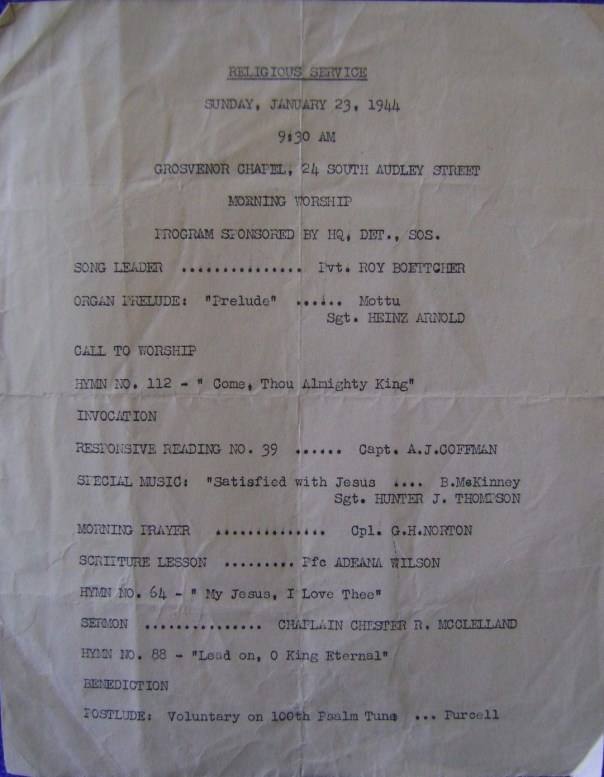 RELIGIOUS SERVICE
SUNDAY, JANUARY 23, 1944
9:30 AM
GROSVENOR CHAPEL, 24 SOUTH AUDLEY STREET
MORNING WORSHIP
PROGRAM SPONSORED BY HQ, DET., SOS.
SONG LEADER ............... Pvt. ROY BOETTCHER
ORGAN PRELUDE: "Prelude" ...... Mottu
Sgt. HEINZ ARNOLD
CALL TO WORSHIP
HYMN NO. 112 - " Come, Thou Almighty King"
INVOCATION
RESPONSIVE READING NO. 39 ...... Capt. A.J.COFFMAN
SPECIAL MUSIC: "Satisfied with Jesus .... B.McKinney
Sgt. HUNTER J. THOMPSON
MORNING PRAYER .............. Cpl. G.H.NORTON
SCRIPTURE LESSON ......... Pfc ADEANA WILSON
HYMN NO. 64 - " My Jesus, I Love Thee"
SERMON ............... CHAPLAIN CHESTER R. MCCLELLAND
HYMN NO. 88 - "Lead on, O King Eternal"
BENEDICTION
POSTLUDE: Voluntary on 100th Psalm Tune ... Purcell